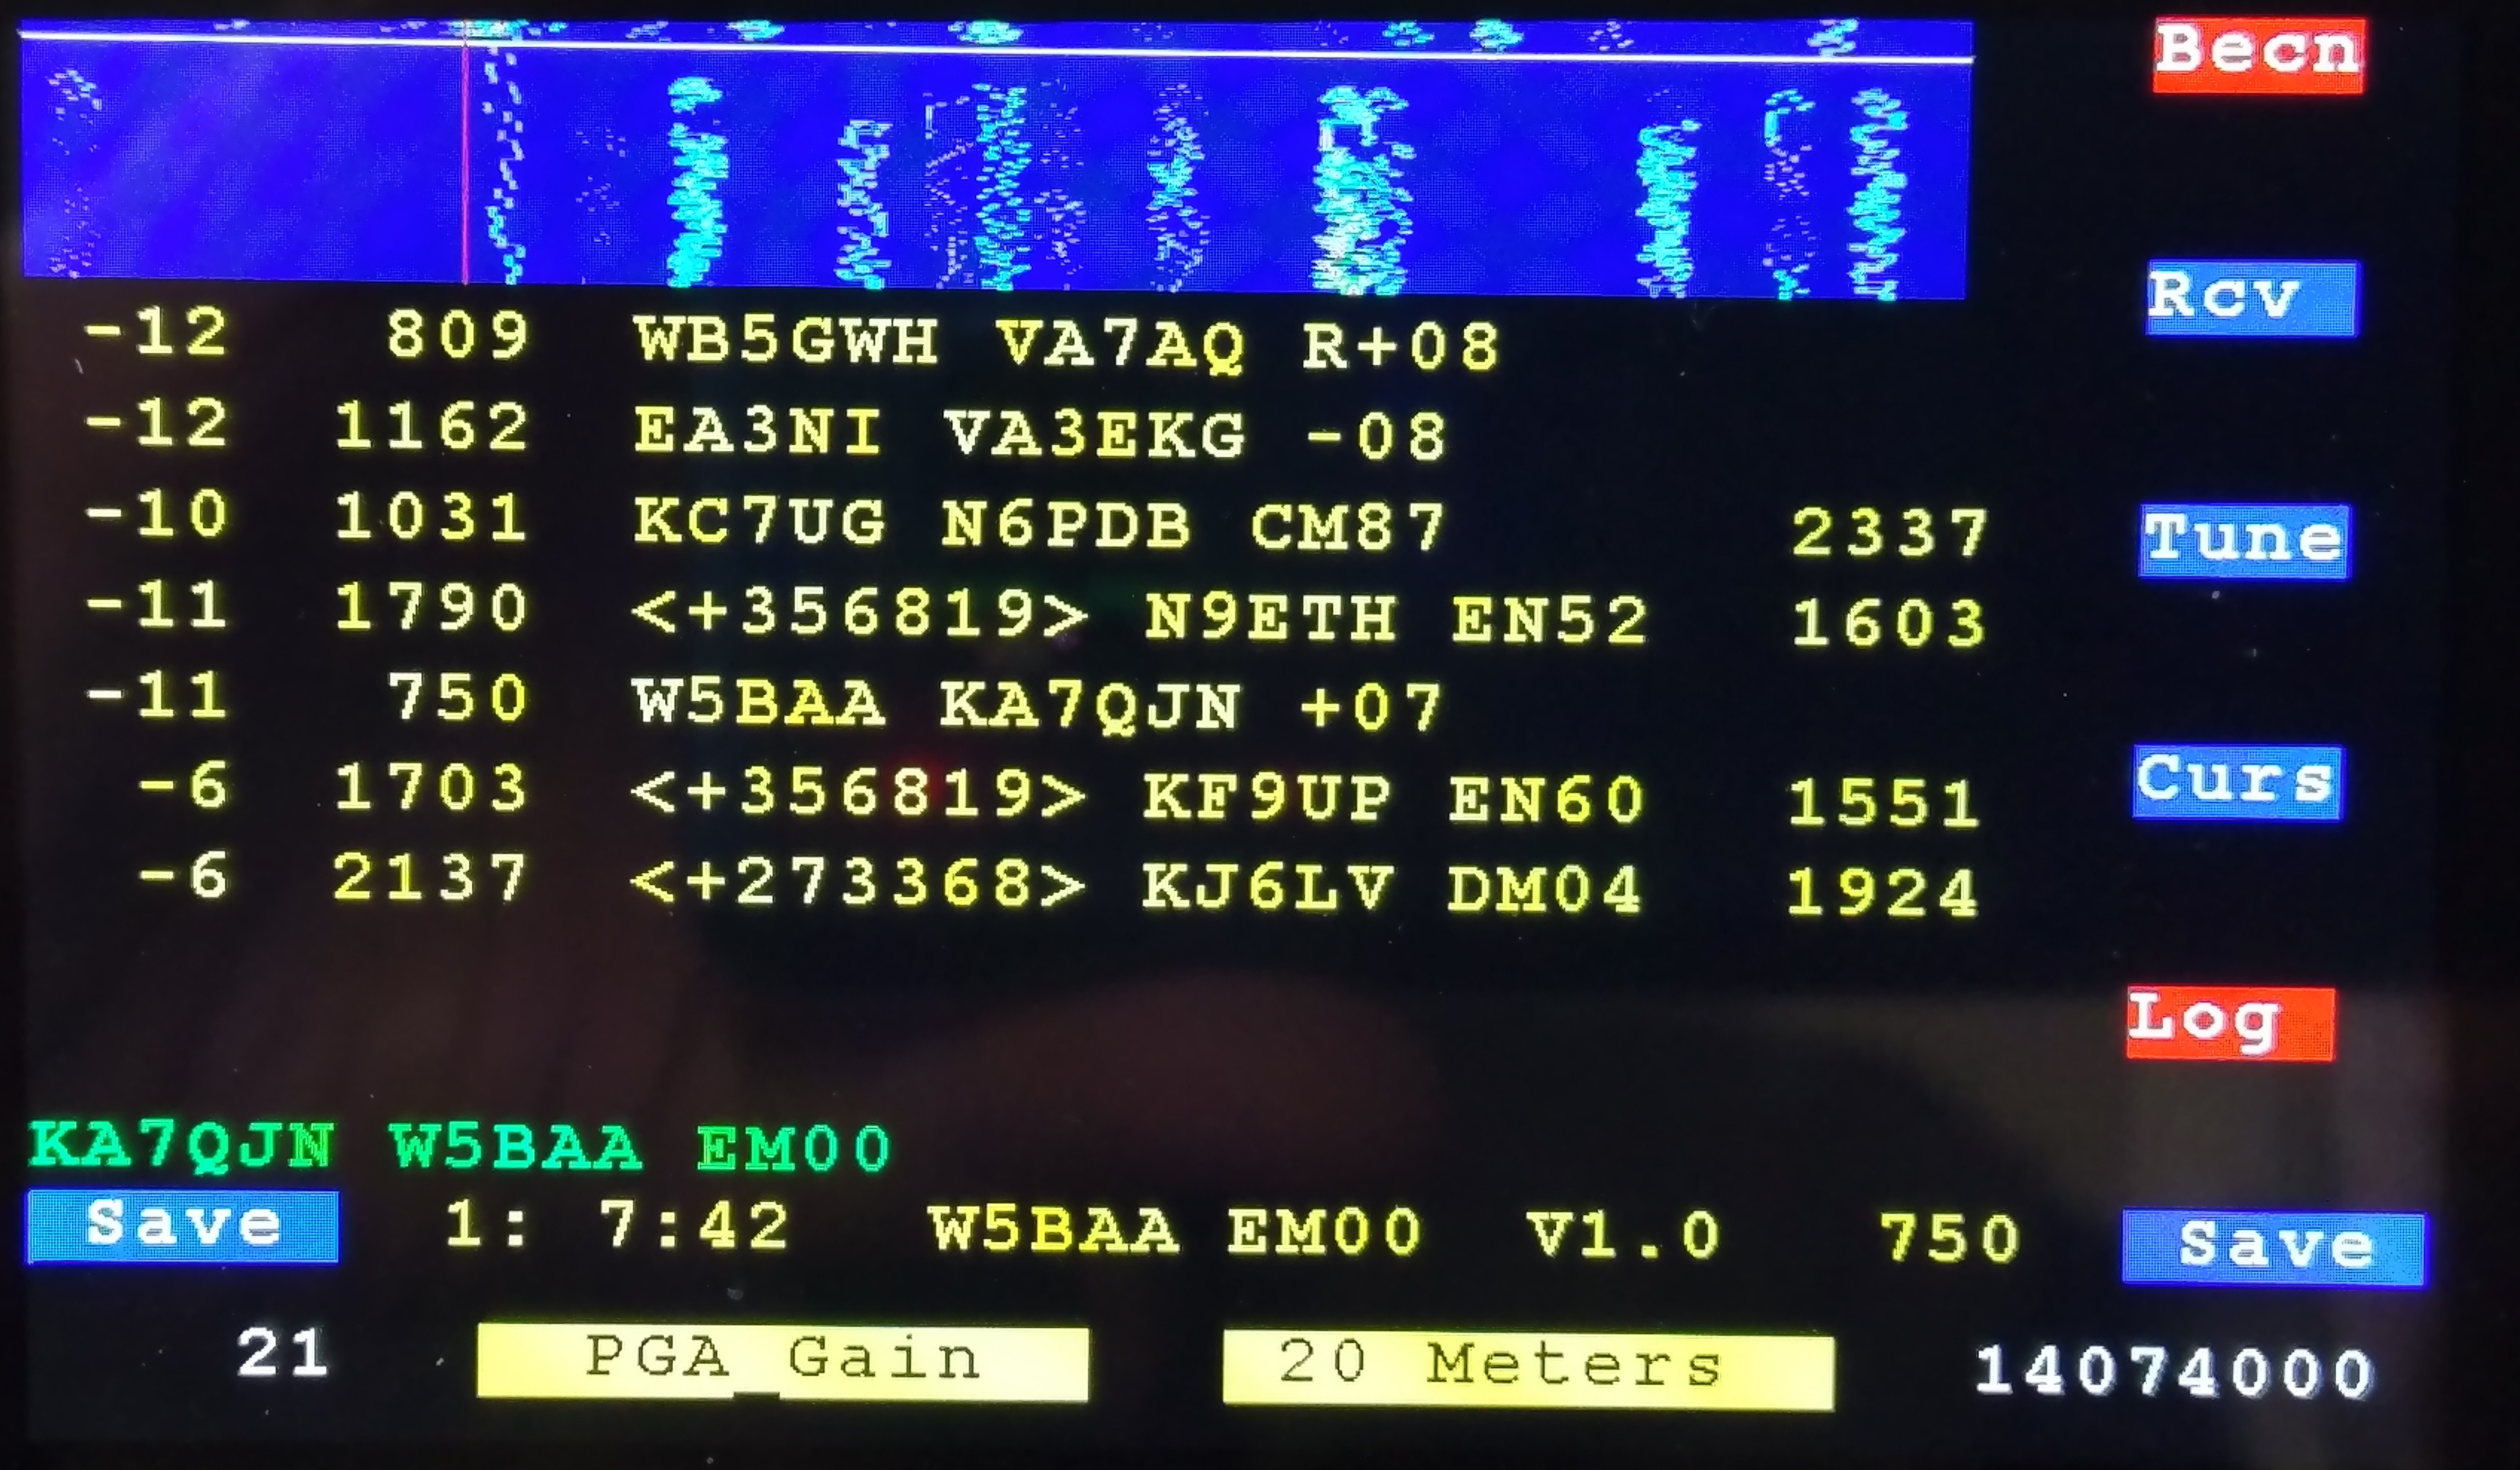 Becn
Rcv
-12 809 WB5GWH VA7AQ R+08
-12 1162 EA3NI VA3EKG -08
-10 1031 KC7UG N6PDB CM87 2337
Tune
-11 1790 <+356819> N9ETH EN52 1603
-11 750 W5BAA KA7QJN +07
-6 1703 <+356819> KF9UP EN60 1551
Curs
-6 2137 <+273368> KJ6LV DM04 1924
Log
KA7QJN W5BAA EM00
Save 1: 7:42 W5BAA EM00 V1.0 750 Save
21 PGA Gain 20 Meters 14074000